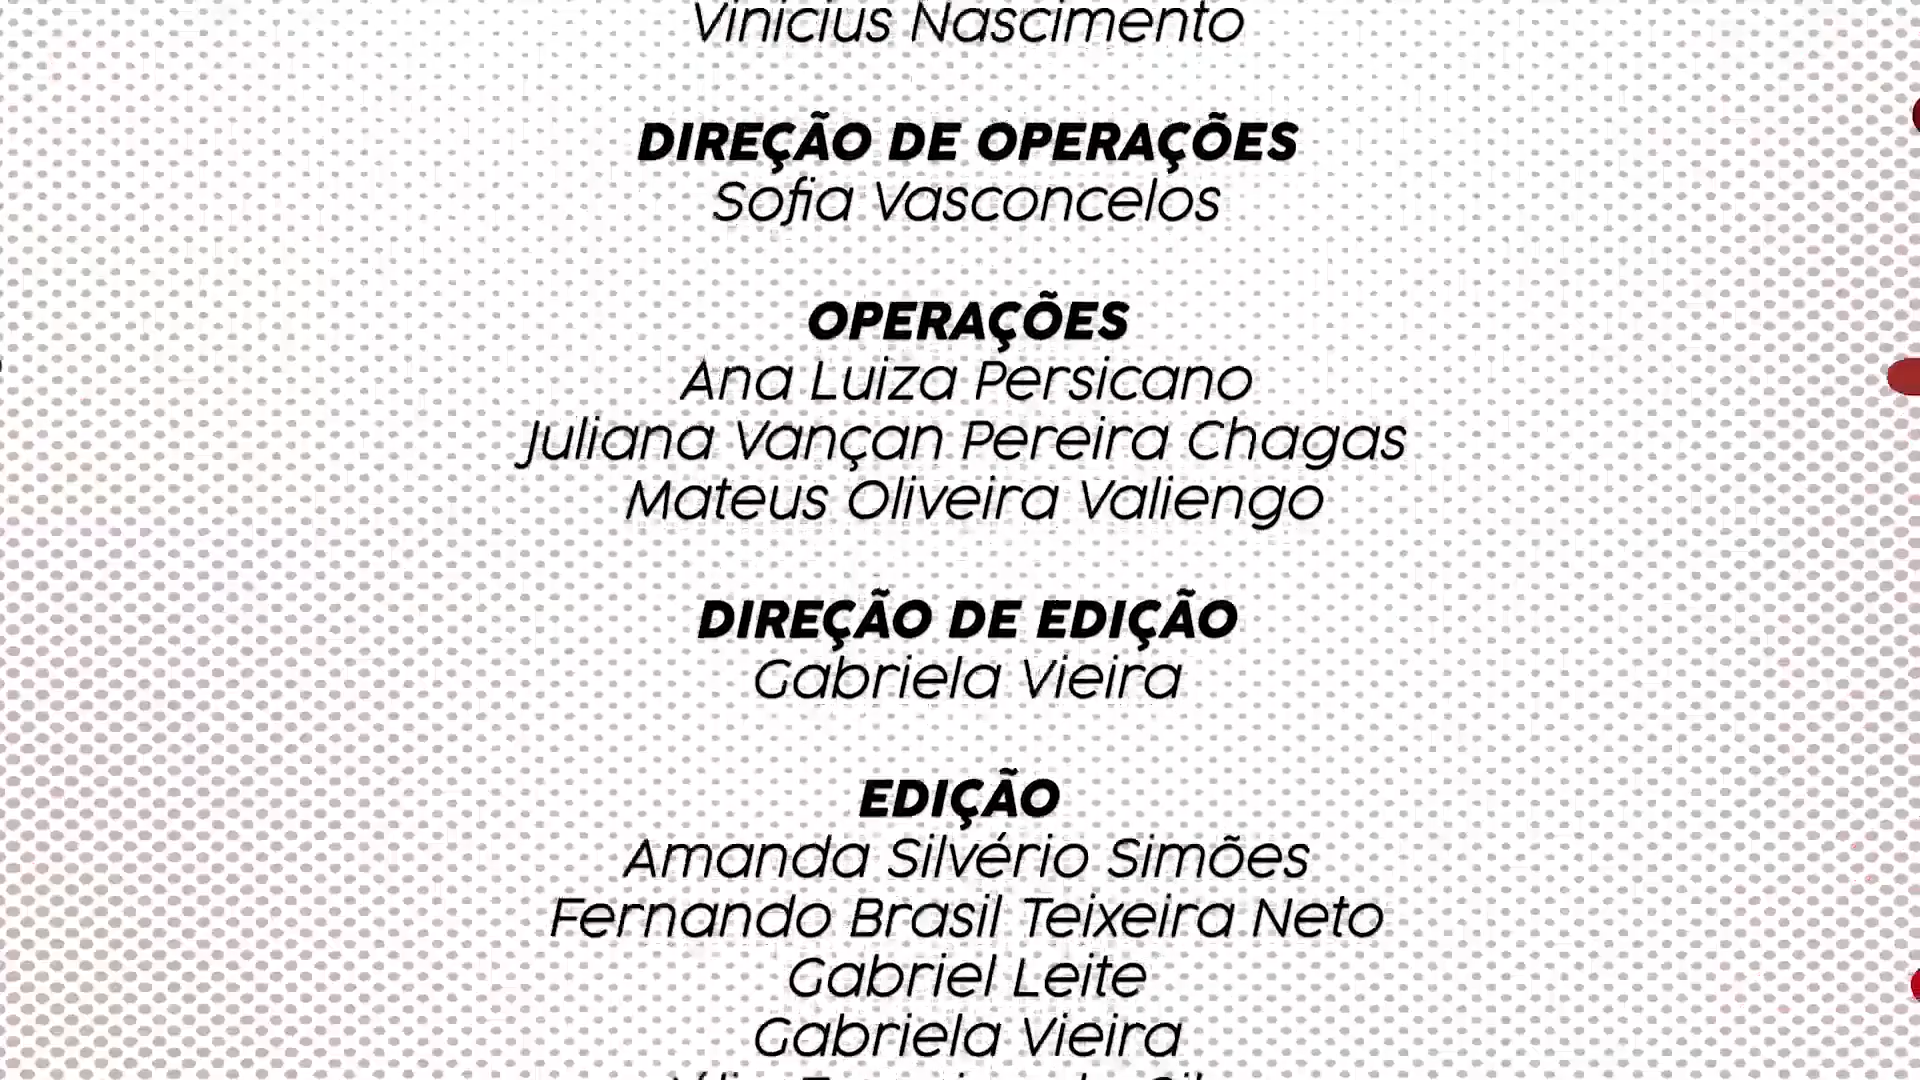 Vinicius Nascimento
DIREÇÃO DE OPERAÇÕES
Sofia Vasconcelos
OPERAÇÕES
Ana Luiza Persicano
Juliana Vançan Pereira Chagas
Mateus Oliveira Valiengo
DIREÇÃO DE EDIÇÃO
Gabriela Vieira
EDIÇÃO
Amanda Silvério Simões
Fernando Brasil Teixeira Neto
Gabriel Leite
Gabriela Vieira